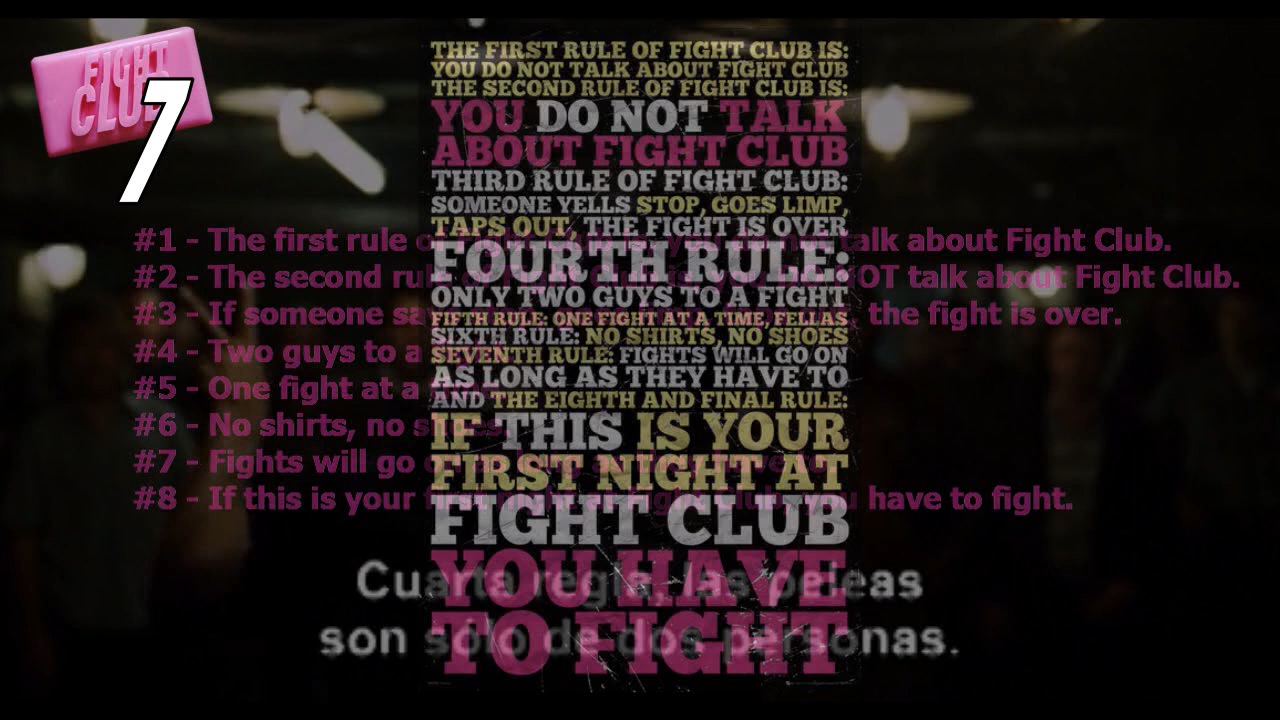 FIGHT
CLUB
7
THE FIRST RULE OF FIGHT CLUB IS:
YOU DO NOT TALK ABOUT FIGHT CLUB
THE SECOND RULE OF FIGHT CLUB IS:
YOU DO NOT TALK
ABOUT FIGHT CLUB
THIRD RULE OF FIGHT CLUB:
SOMEONE YELLS STOP, GOES LIMP,
TAPS OUT, THE FIGHT IS OVER
FOURTH RULE:
ONLY TWO GUYS TO A FIGHT
FIFTH RULE: ONE FIGHT AT A TIME, FELLAS
SIXTH RULE: NO SHIRTS, NO SHOES
SEVENTH RULE: FIGHTS WILL GO ON
AS LONG AS THEY HAVE TO
AND THE EIGHTH AND FINAL RULE:
IF THIS IS YOUR
FIRST NIGHT AT
FIGHT CLUB
YOU HAVE
TO FIGHT
#1 - The first rule talk about Fight Club.
#2 - The second NOT talk about Fight Club.
#3 - If someone the fight is over.
#4 - Two guys to a
#5 - One fight at a
#6 - No shirts, no shoes.
#7 - Fights will go
#8 - If this is your have to fight.
Cuarta regla, las peleas
son sólo de dos personas.